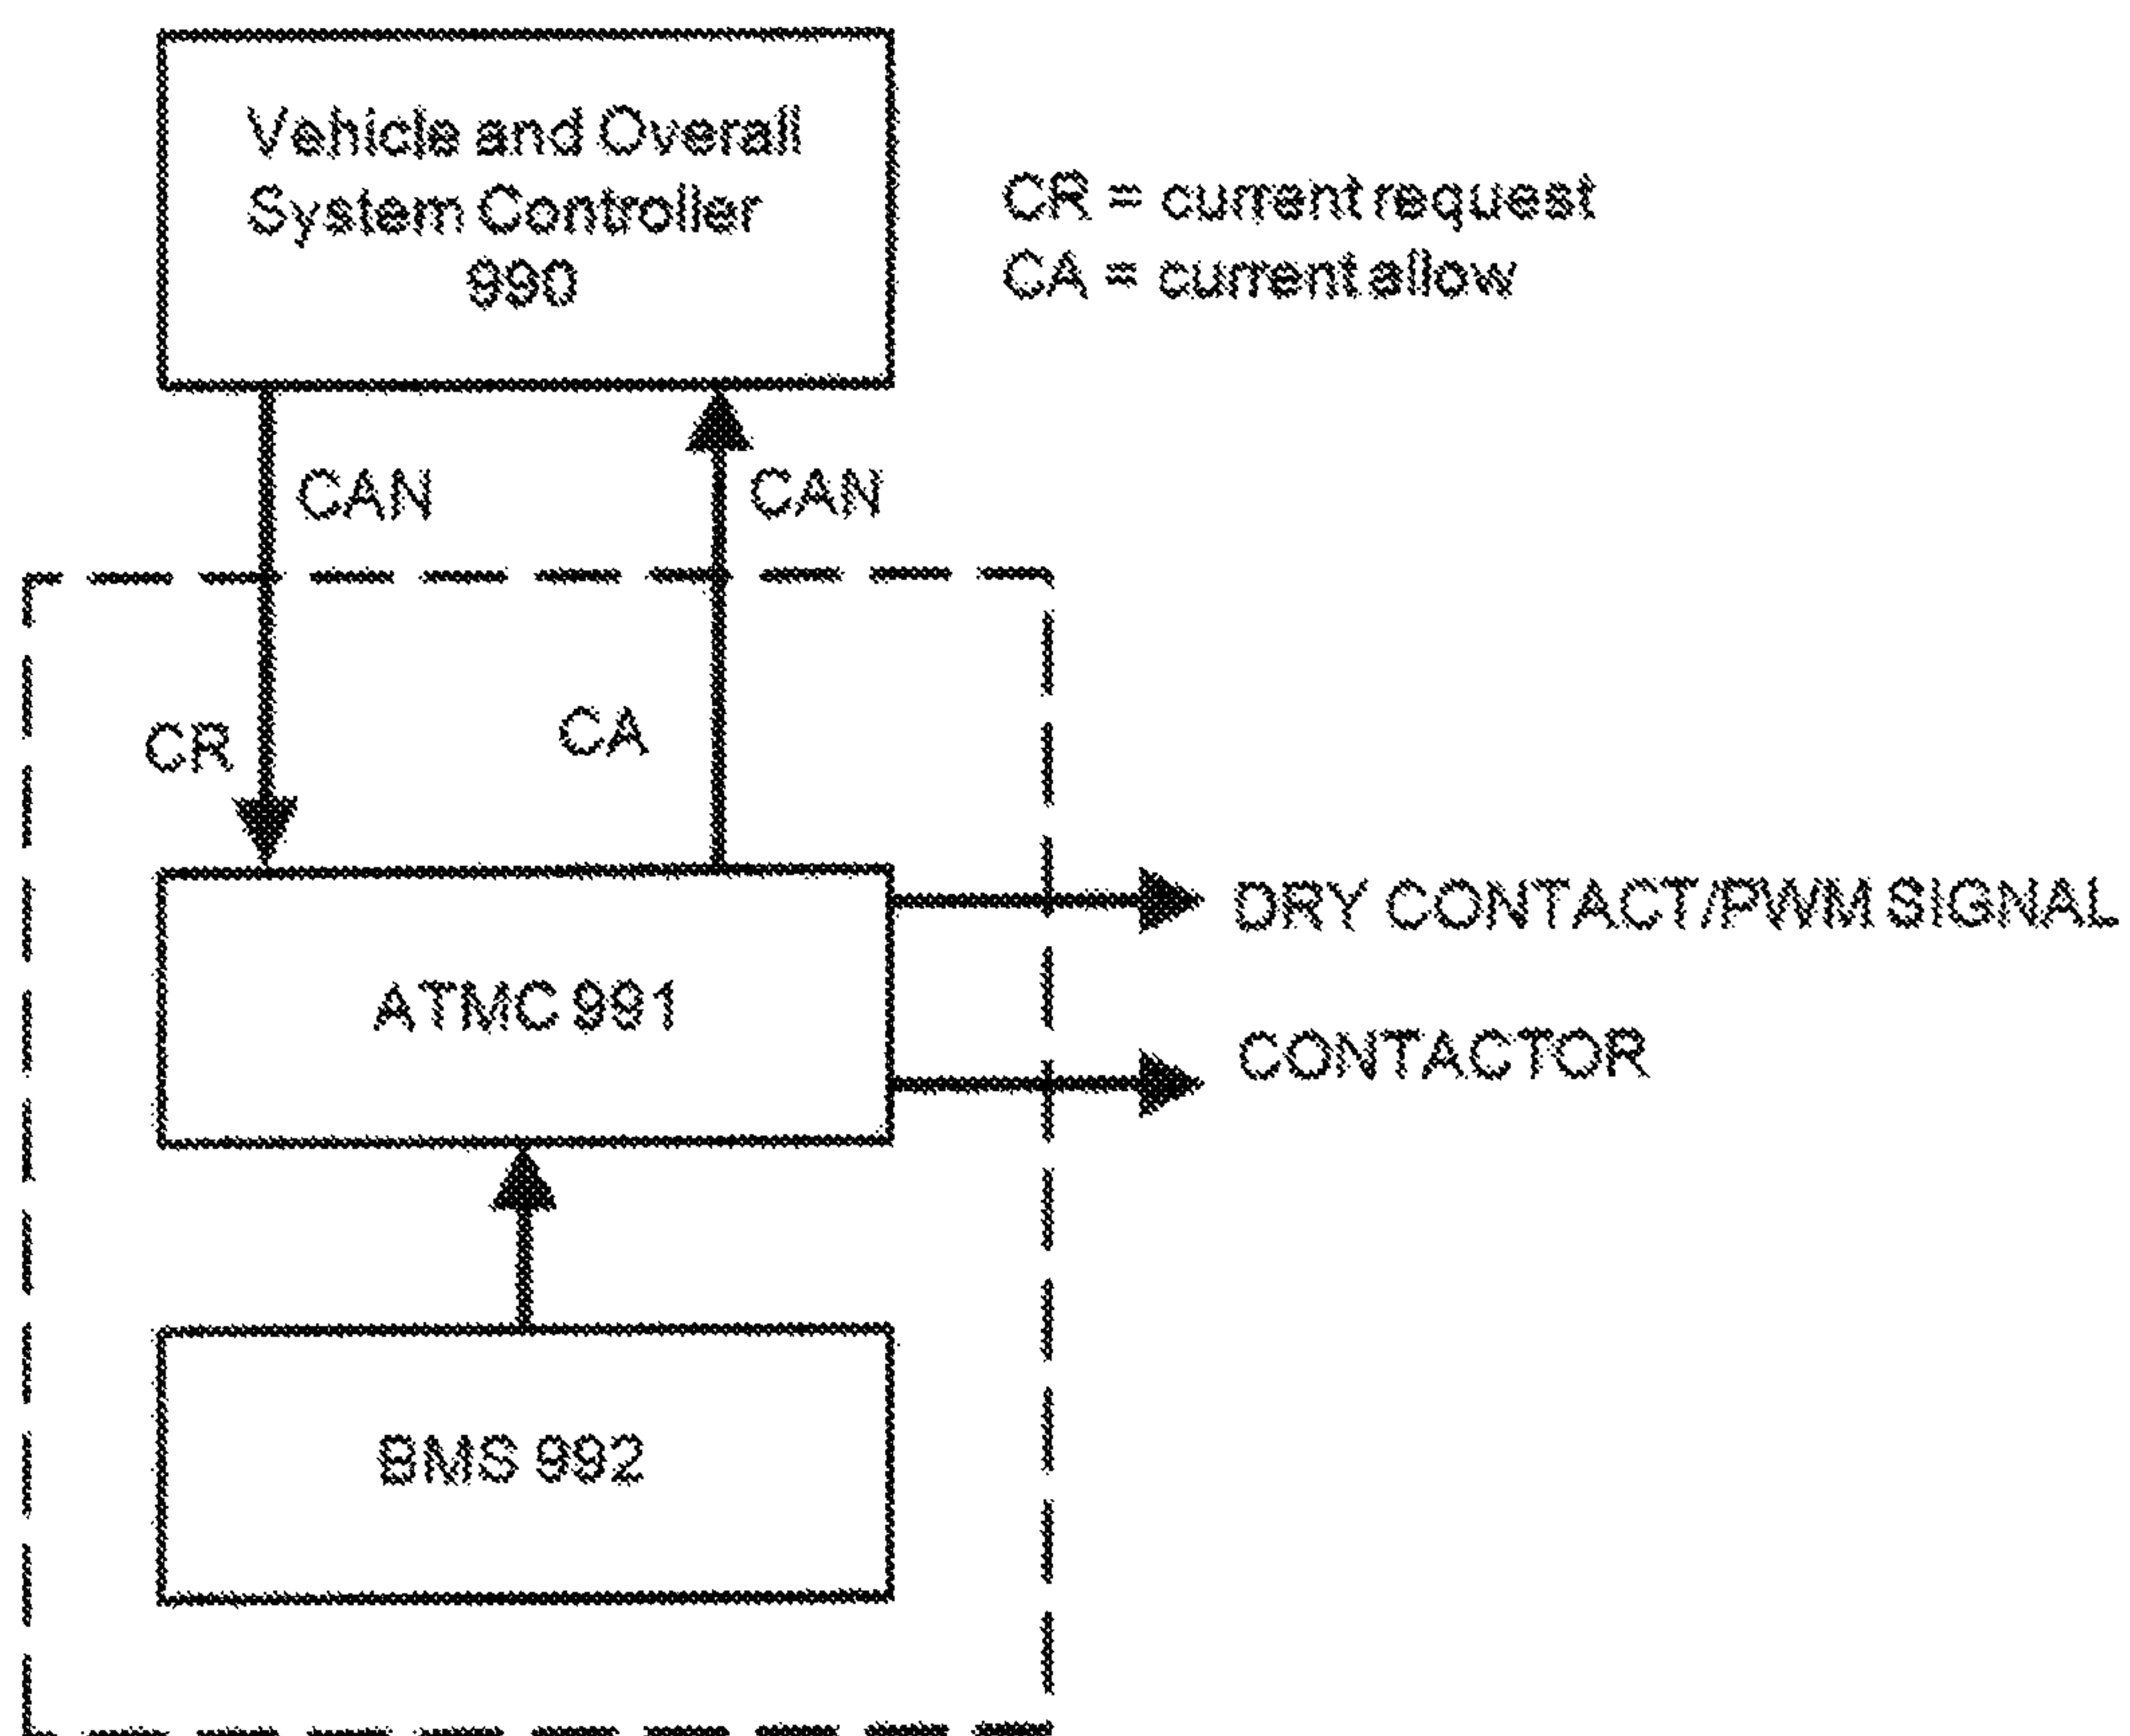 Vehicle and Overall
System Controller
990
CR = current request
CA = current allow
CAN
CAN
CR
CA
DRY CONTACT/PWM SIGNAL
ATMC 991
CONTACTOR
BMS 992